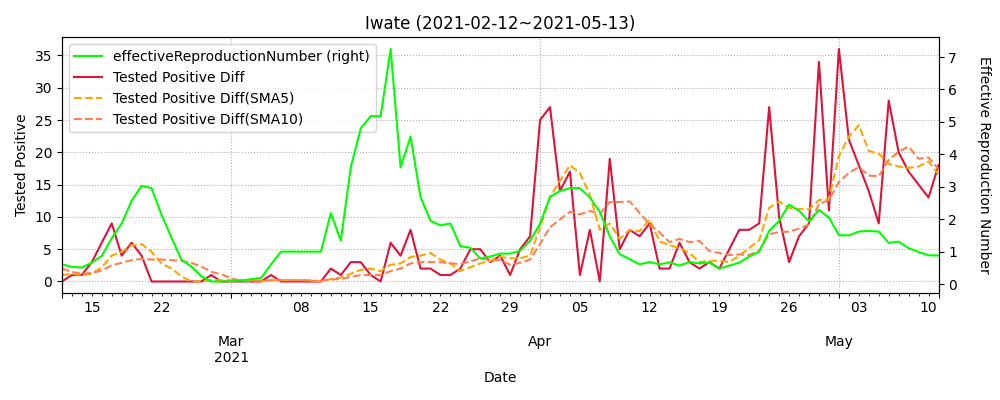 Iwate (2021-02-12~2021-05-13)
effectiveReproductionNumber (right)
Tested Positive Diff
Tested Positive Diff(SMA5)
Tested Positive Diff(SMA10)
Tested Positive
35
30
25
20
15
10
5
0
7
6
5
4
3
2
1
0
Effective Reproduction Number
15 22 08 15 22 29 05 12 19 26 03 10
Mar Apr May
2021
Date